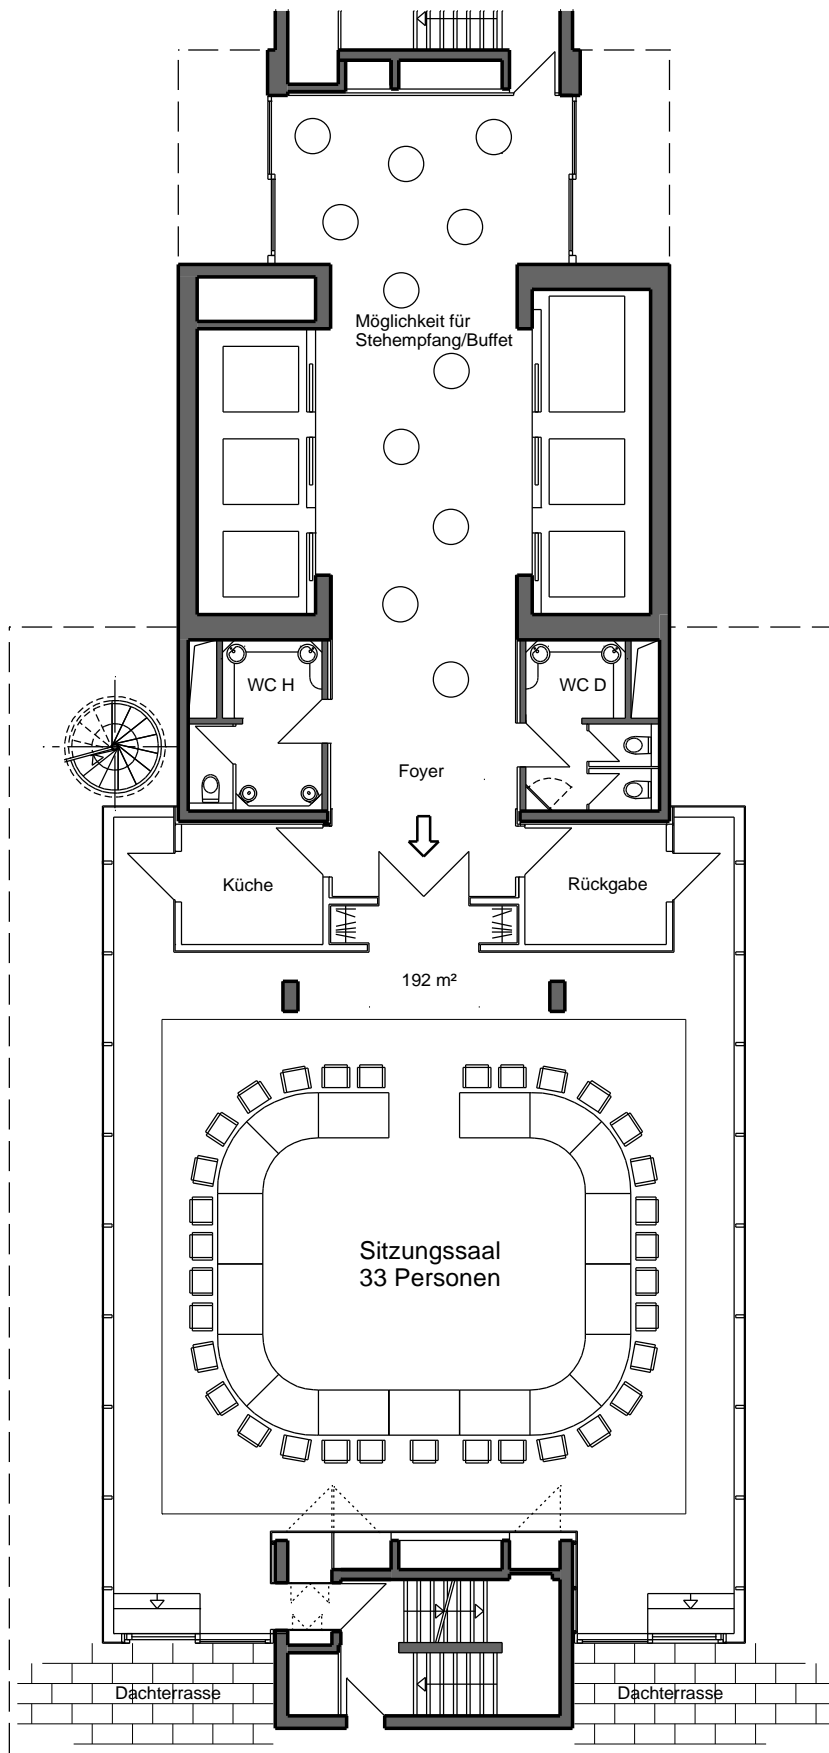 Möglichkeit für
Stehempfang/Buffet
WC H
WC D
Foyer
Küche
Rückgabe
192 m²
Sitzungssaal
33 Personen
Dachterrasse
Dachterrasse